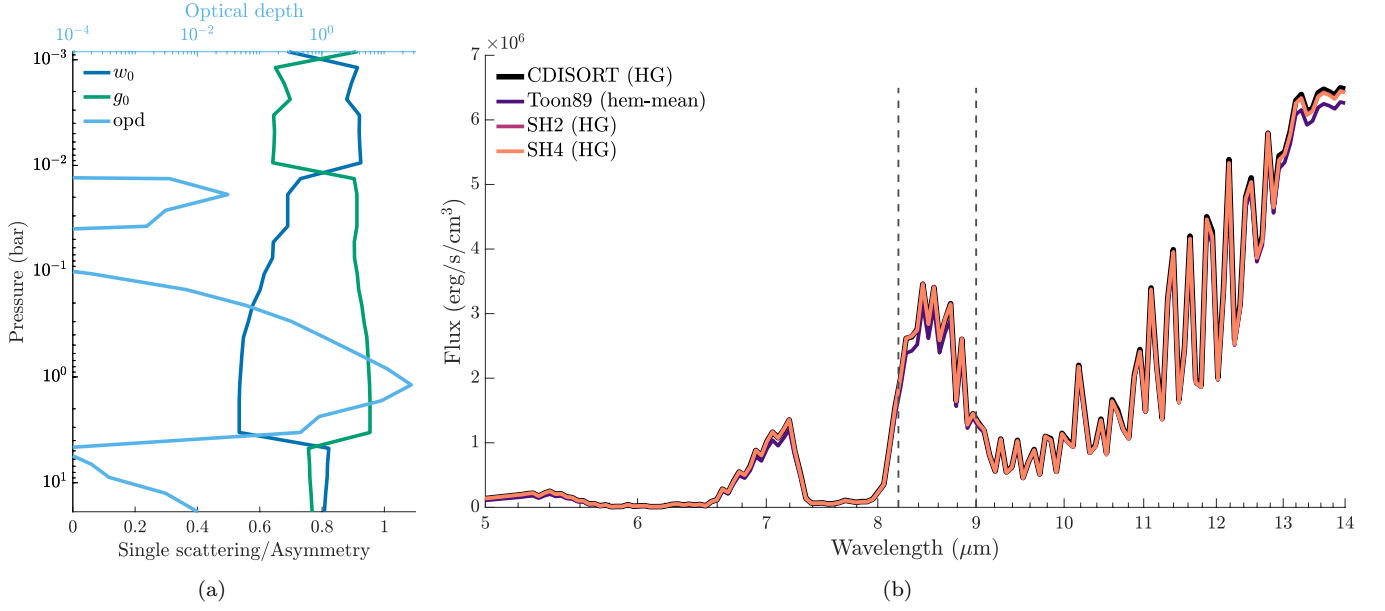 Optical depth
10⁻⁴ 10⁻² 10⁰
w₀
g₀
opd
Pressure (bar)
10⁻³
10⁻²
10⁻¹
10⁰
10¹
0 0.2 0.4 0.6 0.8 1
Single scattering/Asymmetry
(a)
×10⁶
CDISORT (HG)
Toon89 (hem-mean)
SH2 (HG)
SH4 (HG)
Flux (erg/s/cm³)
7
6
5
4
3
2
1
0
5 6 7 8 9 10 11 12 13 14
Wavelength (μm)
(b)